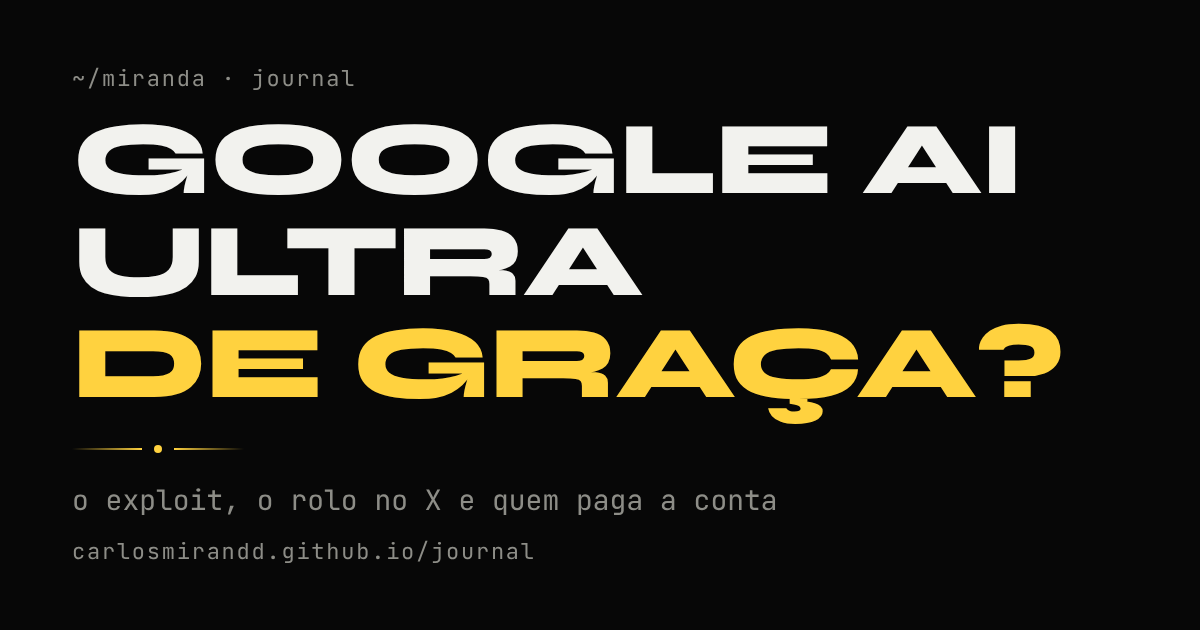 ~/miranda · journal
GOOGLE AI
ULTRA
DE GRAÇA?
o exploit, o rolo no X e quem paga a conta
carlosmirandd.github.io/journal